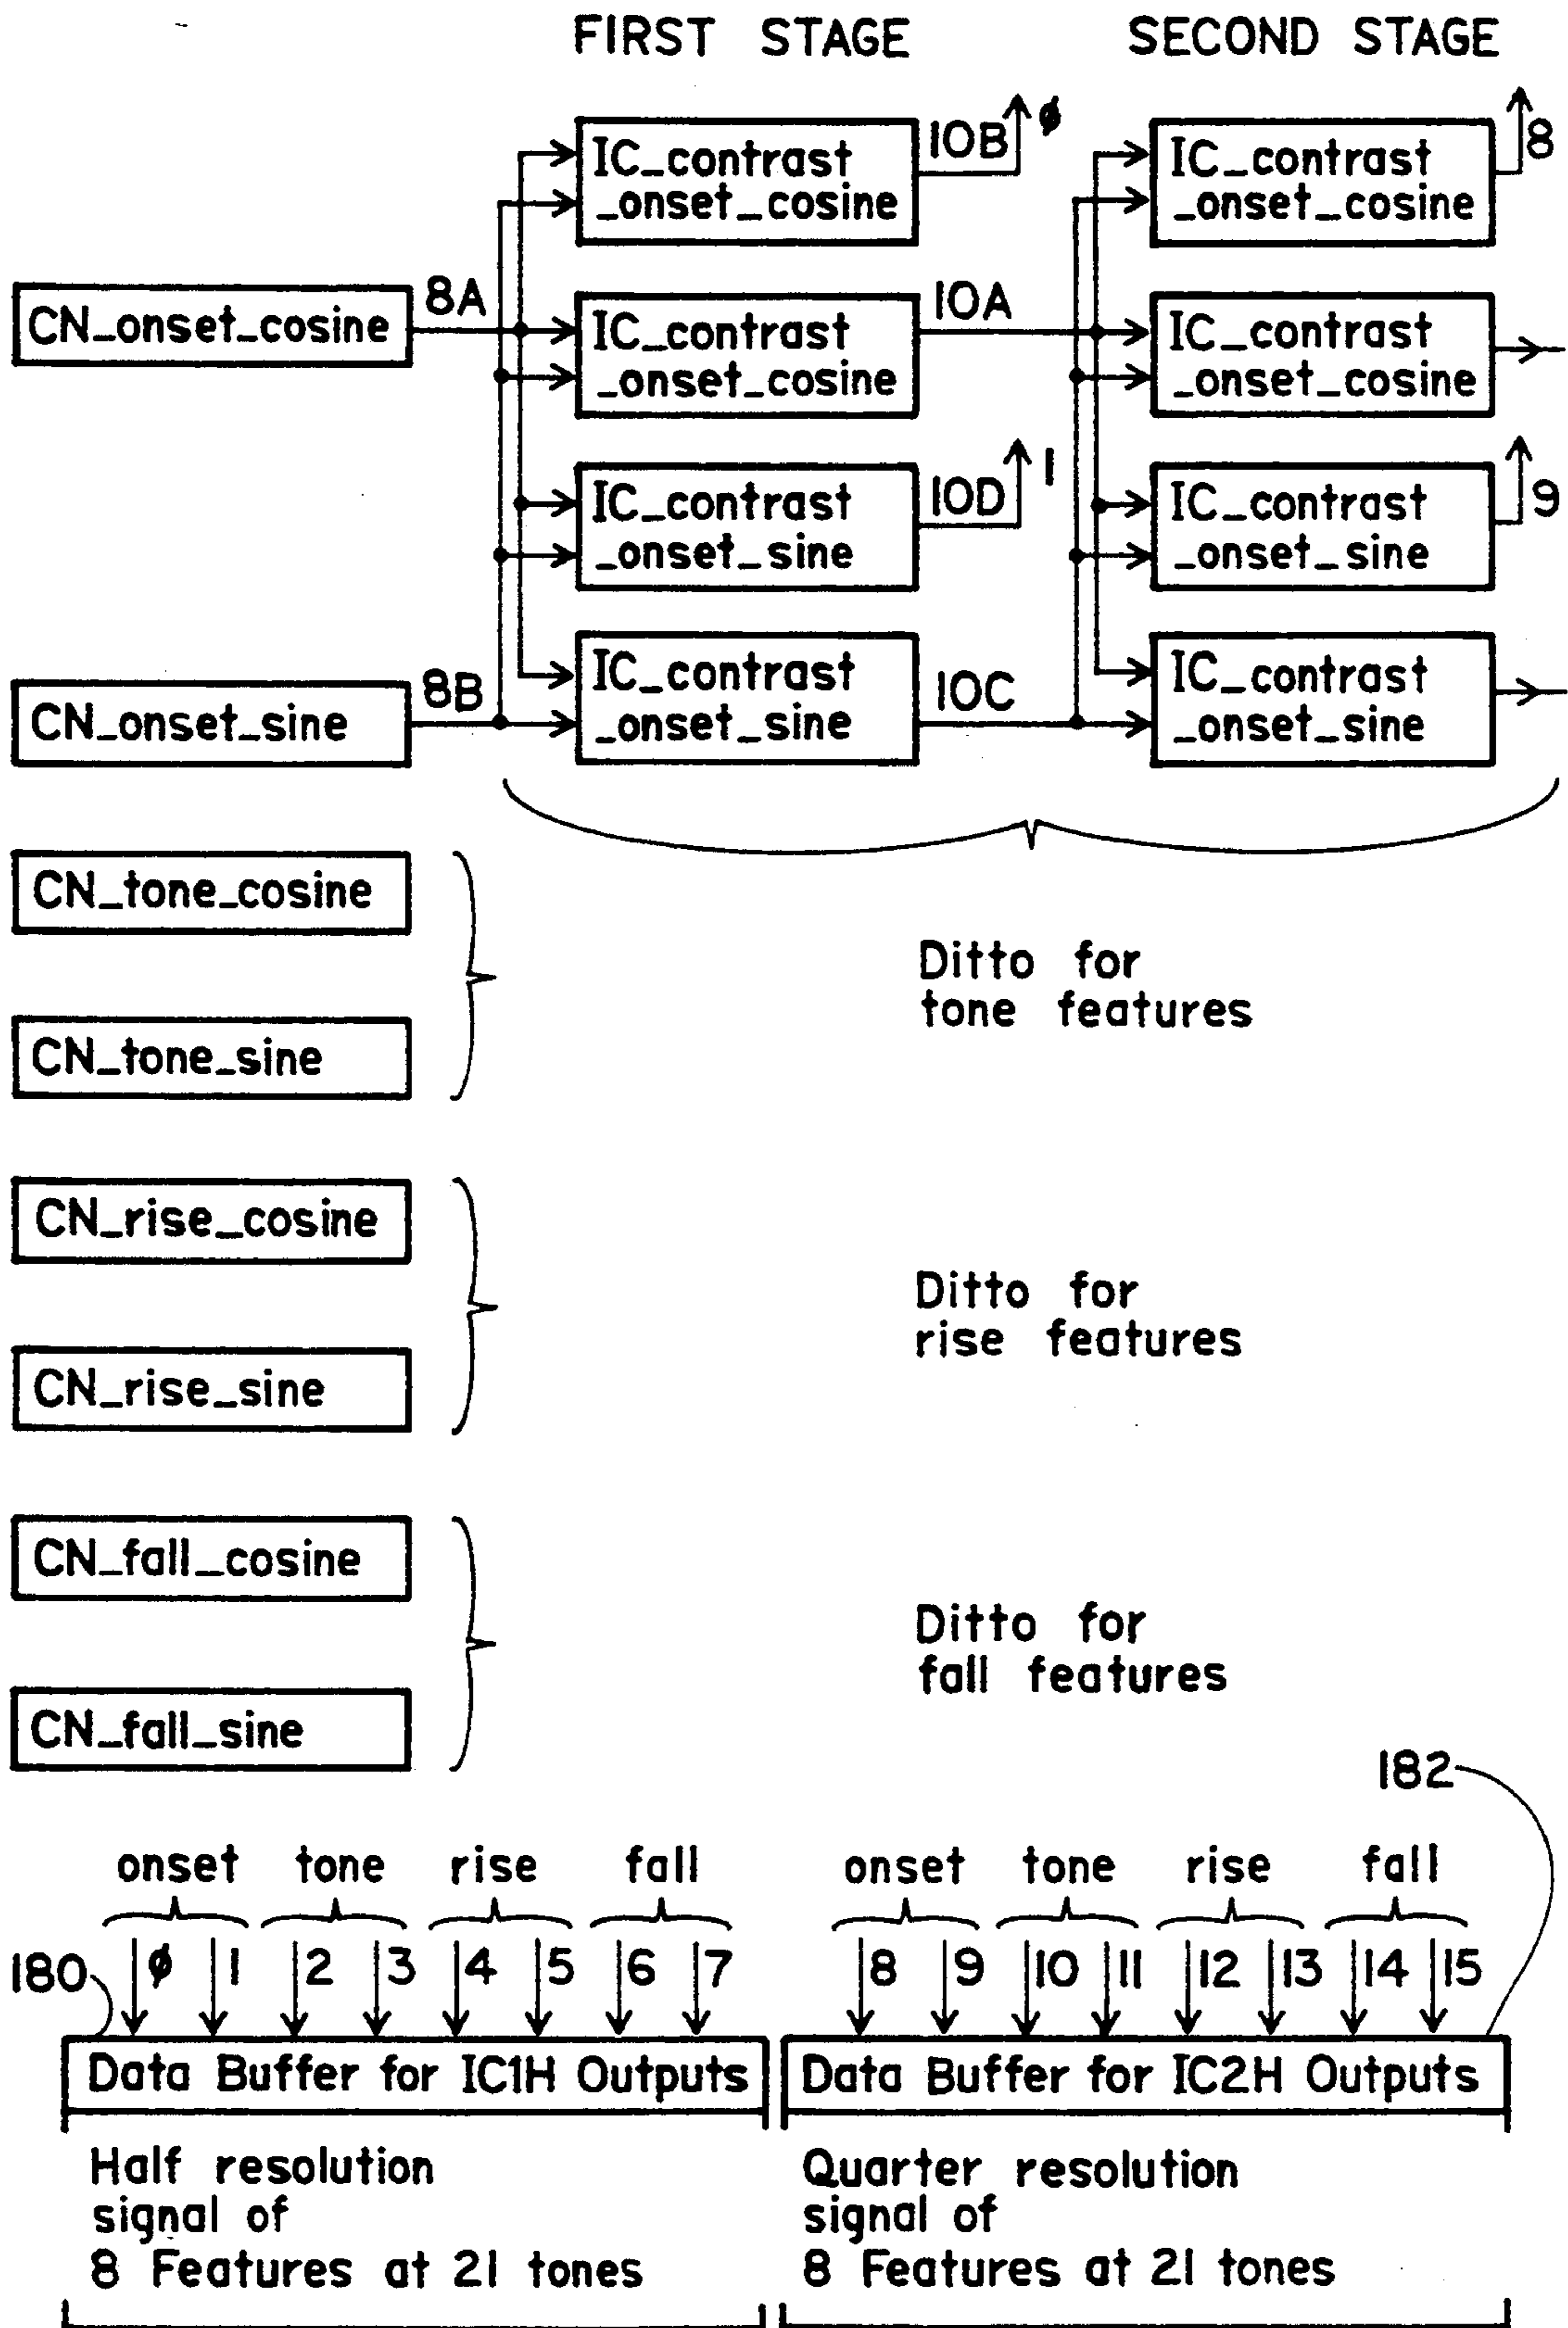 FIRST STAGE SECOND STAGE
10B ϕ 8
IC_contrast
_onset_cosine
IC_contrast
_onset_cosine
8A 10A
CN_onset_cosine
IC_contrast
_onset_cosine
IC_contrast
_onset_cosine
10D 1 9
IC_contrast
_onset_sine
IC_contrast
_onset_sine
8B 10C
CN_onset_sine
IC_contrast
_onset_sine
IC_contrast
_onset_sine
CN_tone_cosine
CN_tone_sine
Ditto for
tone features
CN_rise_cosine
CN_rise_sine
Ditto for
rise features
CN_fall_cosine
CN_fall_sine
Ditto for
fall features
182
onset tone rise fall onset tone rise fall
180 ϕ 1 2 3 4 5 6 7 8 9 10 11 12 13 14 15
Data Buffer for IC1H Outputs
Data Buffer for IC2H Outputs
Half resolution
signal of
8 Features at 21 tones
Quarter resolution
signal of
8 Features at 21 tones